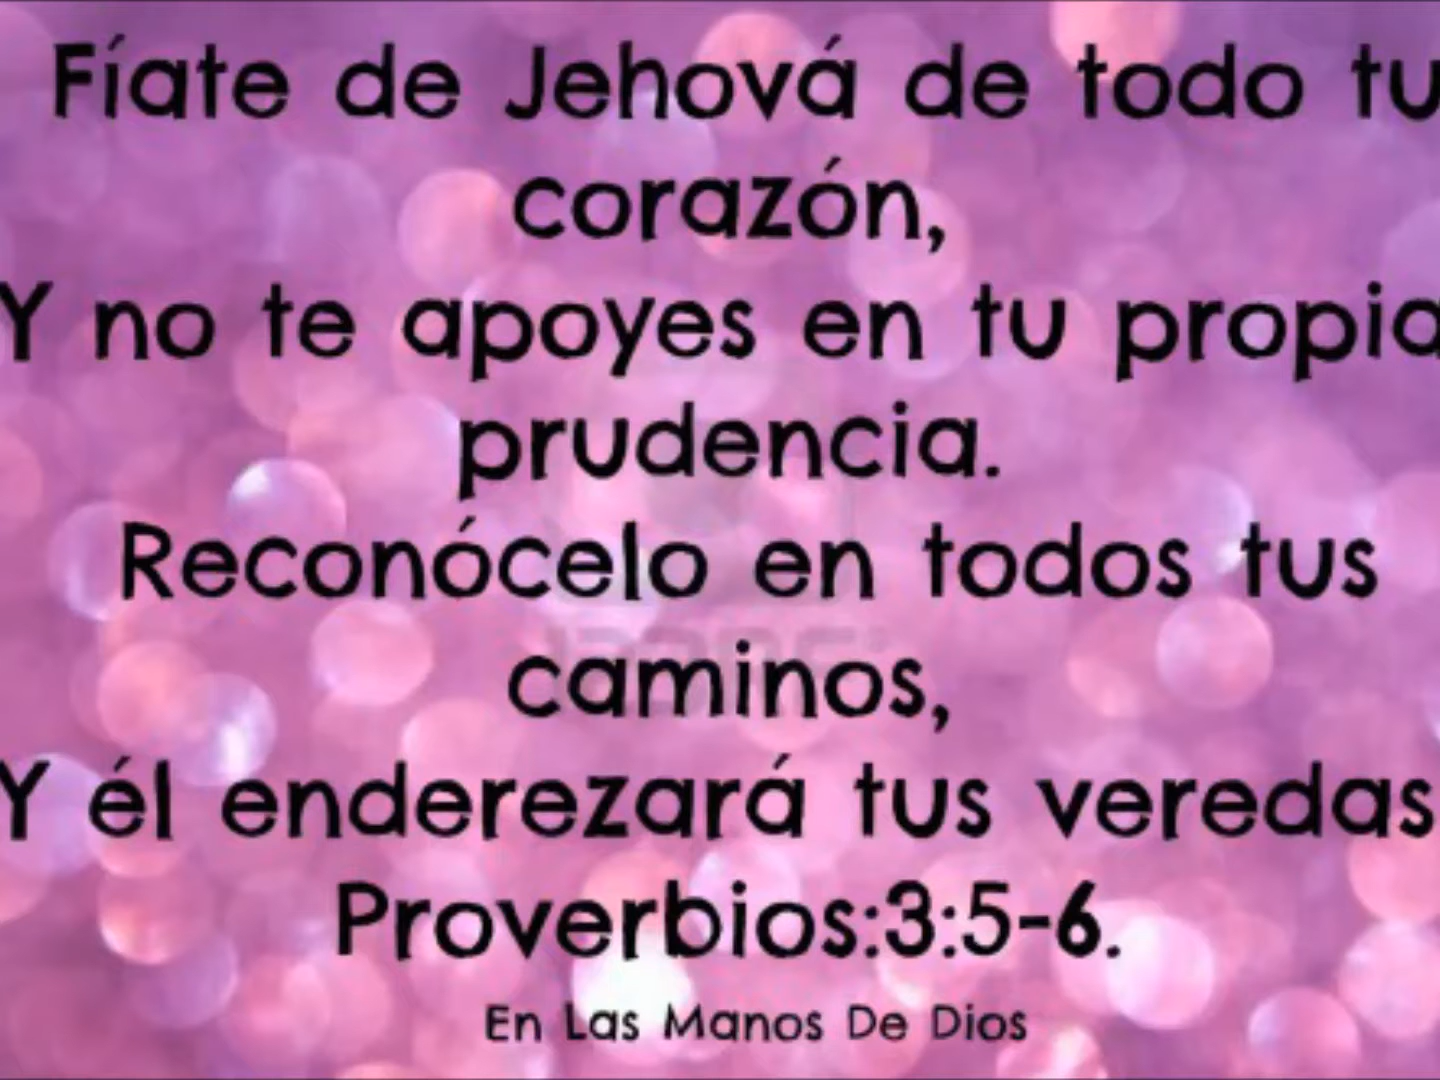 Fíate de Jehová de todo tu
corazón,
Y no te apoyes en tu propia
prudencia.
Reconócelo en todos tus
caminos,
Y él enderezará tus veredas
Proverbios:3:5-6.
En Las Manos De Dios